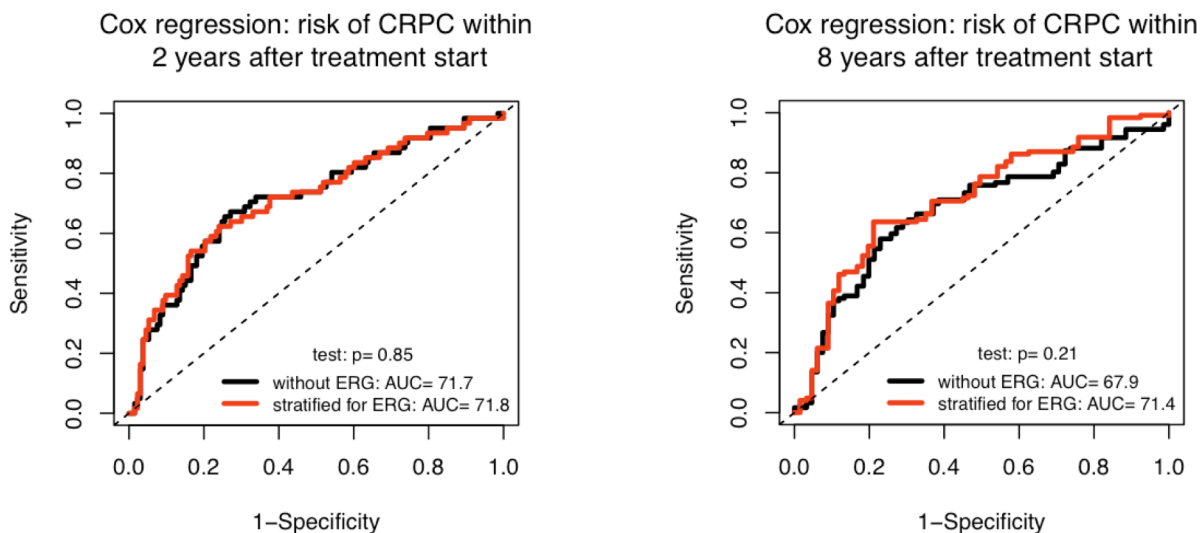 Cox regression: risk of CRPC within
2 years after treatment start
Sensitivity
1.0
0.8
0.6
0.4
0.2
0.0
test: p= 0.85
without ERG: AUC= 71.7
stratified for ERG: AUC= 71.8
0.0 0.2 0.4 0.6 0.8 1.0
1−Specificity
Cox regression: risk of CRPC within
8 years after treatment start
Sensitivity
1.0
0.8
0.6
0.4
0.2
0.0
test: p= 0.21
without ERG: AUC= 67.9
stratified for ERG: AUC= 71.4
0.0 0.2 0.4 0.6 0.8 1.0
1−Specificity